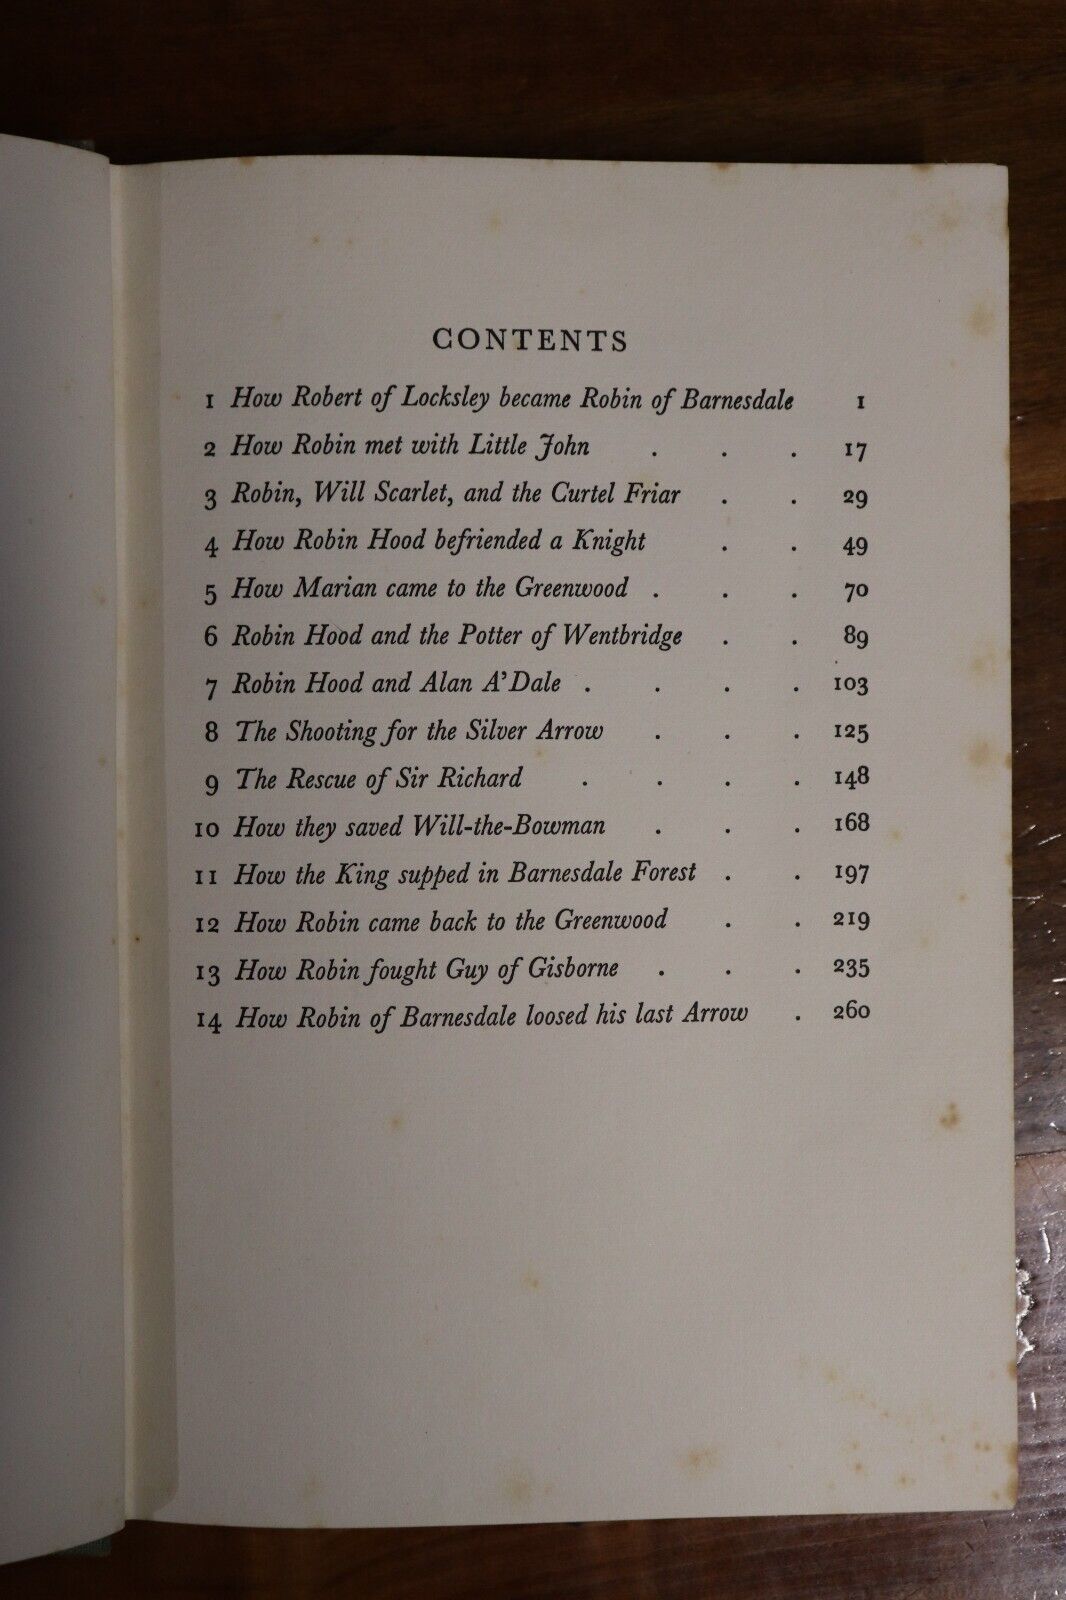 CONTENTS
1 How Robert of Locksley became Robin of Barnesdale 1
2 How Robin met with Little John . . . 17
3 Robin, Will Scarlet, and the Curtel Friar . . 29
4 How Robin Hood befriended a Knight . . 49
5 How Marian came to the Greenwood . . . 70
6 Robin Hood and the Potter of Wentbridge . . 89
7 Robin Hood and Alan A'Dale . . . . 103
8 The Shooting for the Silver Arrow . . . 125
9 The Rescue of Sir Richard . . . . 148
10 How they saved Will-the-Bowman . . . 168
11 How the King supped in Barnesdale Forest . . 197
12 How Robin came back to the Greenwood . . 219
13 How Robin fought Guy of Gisborne . . . 235
14 How Robin of Barnesdale loosed his last Arrow . 260